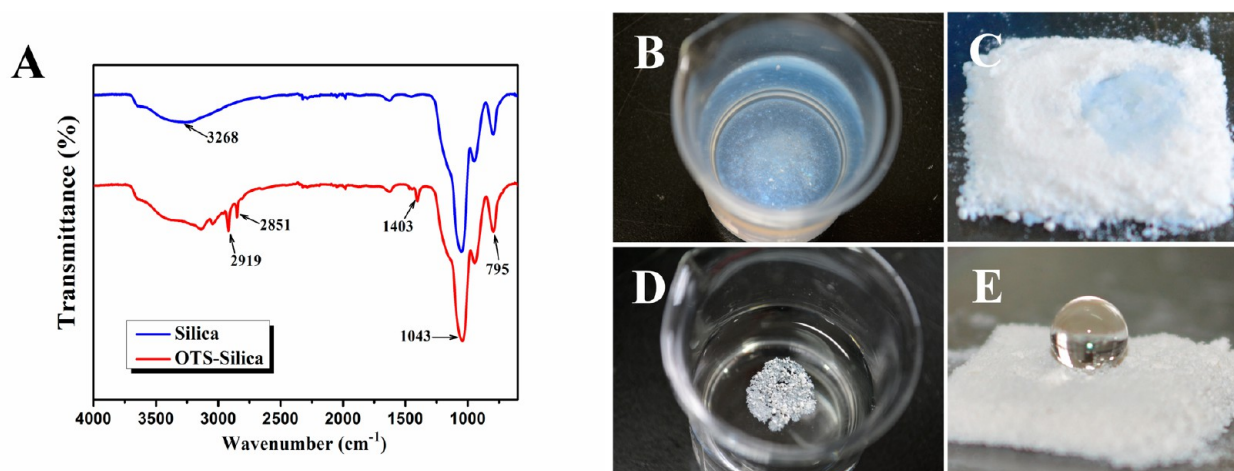 A
Transmittance (%)
3268
2851
2919
1403
795
1043
Silica
OTS-Silica
4000 3500 3000 2500 2000 1500 1000
Wavenumber (cm⁻¹)
B
C
D
E